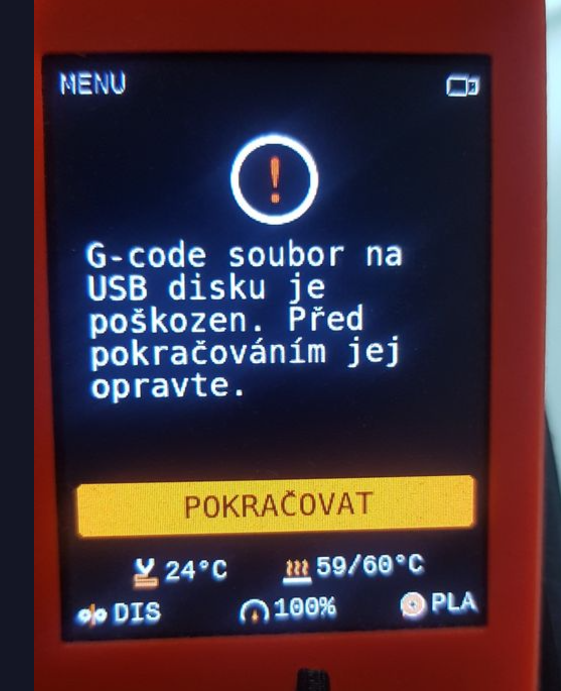 MENU
G-code soubor na
USB disku je
poškozen. Před
pokračováním jej
opravte.
POKRAČOVAT
24°C 59/60°C
DIS 100% PLA